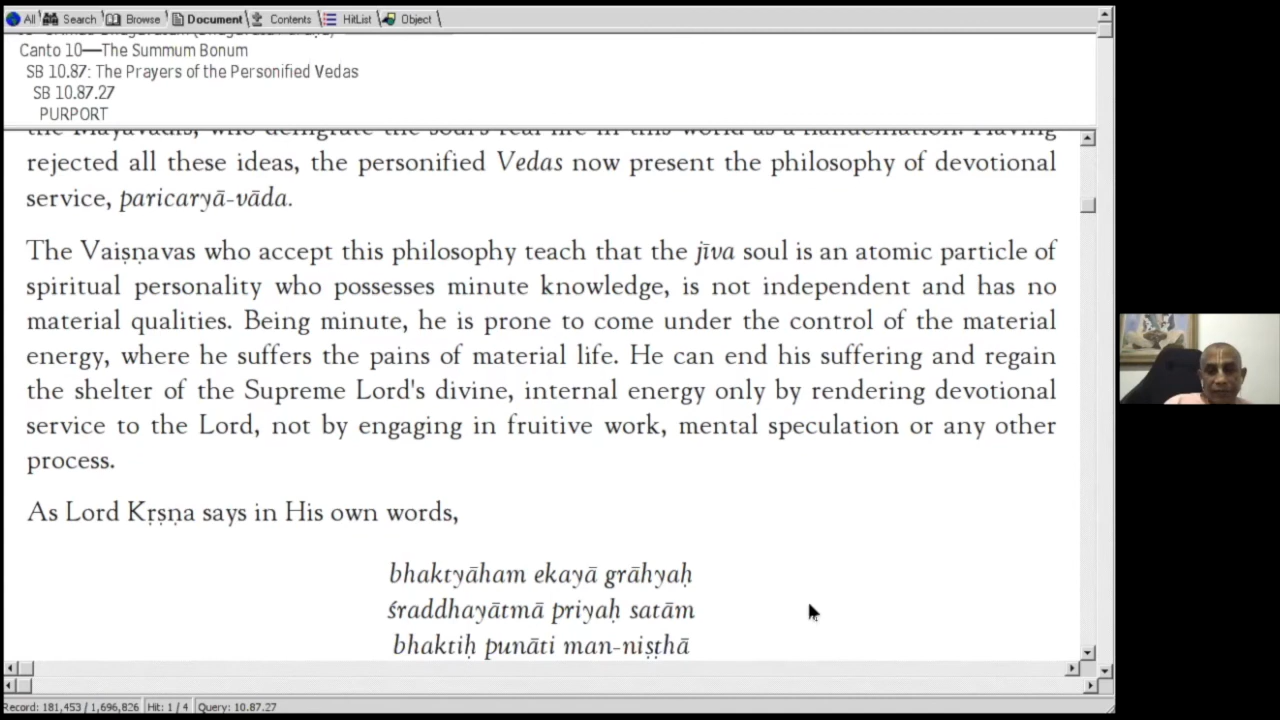 All Search Browse Document Contents HitList Object
Canto 10—The Summum Bonum
SB 10.87: The Prayers of the Personified Vedas
SB 10.87.27
PURPORT
rejected all these ideas, the personified Vedas now present the philosophy of devotional
service, paricaryā-vāda.
The Vaiṣṇavas who accept this philosophy teach that the jīva soul is an atomic particle of
spiritual personality who possesses minute knowledge, is not independent and has no
material qualities. Being minute, he is prone to come under the control of the material
energy, where he suffers the pains of material life. He can end his suffering and regain
the shelter of the Supreme Lord's divine, internal energy only by rendering devotional
service to the Lord, not by engaging in fruitive work, mental speculation or any other
process.
As Lord Kṛṣṇa says in His own words,
bhaktyāham ekayā grāhyaḥ
śraddhayātmā priyaḥ satām
bhaktiḥ punāti man-niṣṭhā
Record: 181,453 / 1,696,826 Hit: 1 / 4 Query: 10.87.27